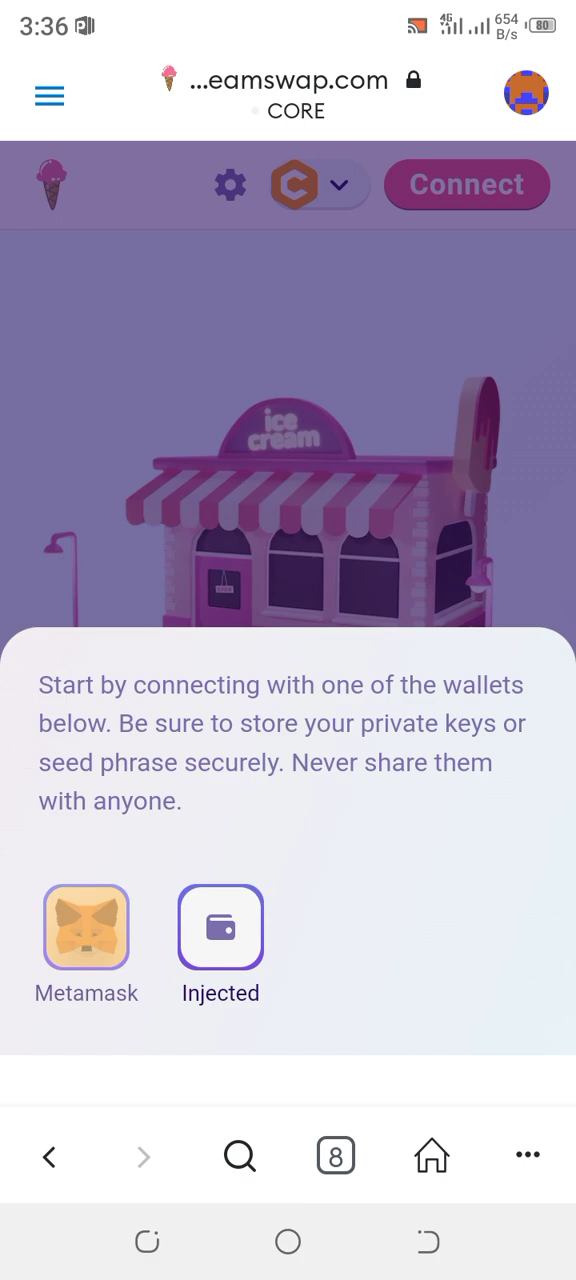 3:36
4G
654
B/s
80
...eamswap.com
CORE
Connect
ice
cream
Start by connecting with one of the wallets
below. Be sure to store your private keys or
seed phrase securely. Never share them
with anyone.
Metamask
Injected
8